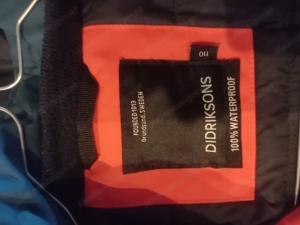 110
DIDRIKSONS
100% WATERPROOF
FOUNDED 1913
Grundsund, SWEDEN